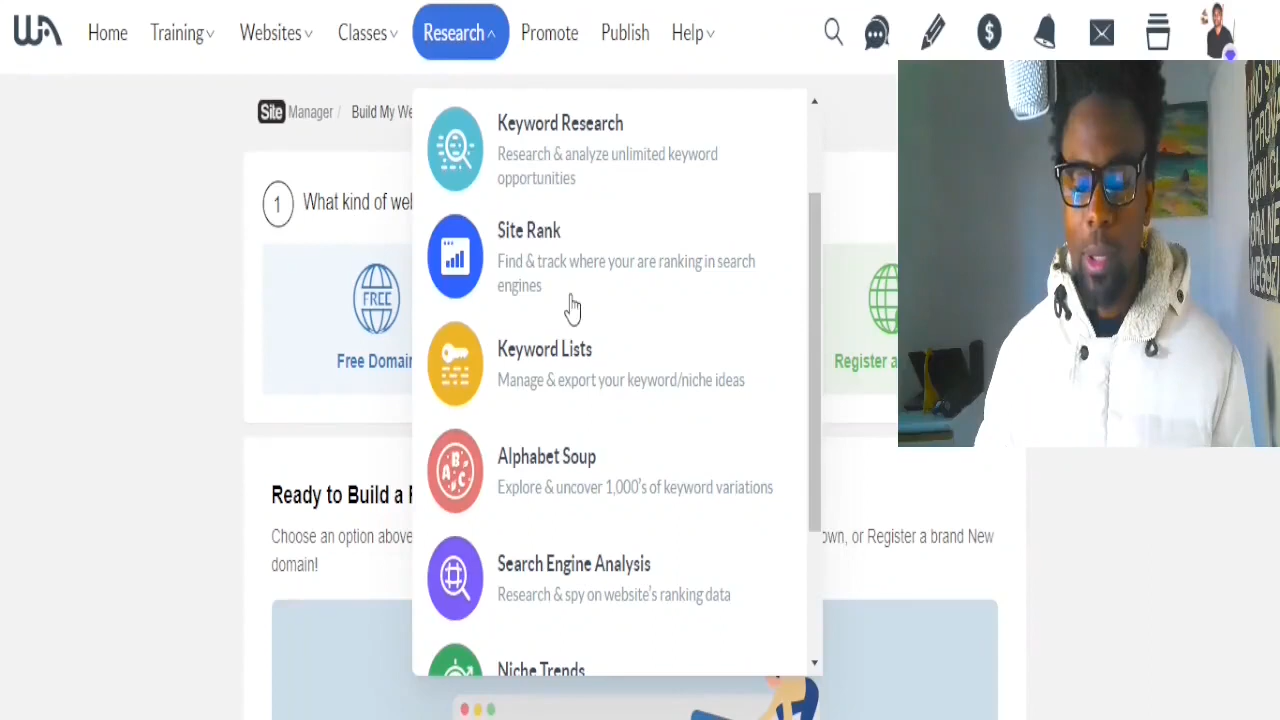 WA
Home
Training
Websites
Classes
Research
Promote
Publish
Help
Site Manager / Build My We
Keyword Research
Research & analyze unlimited keyword
opportunities
Site Rank
Find & track where your are ranking in search
engines
Keyword Lists
Manage & export your keyword/niche ideas
Alphabet Soup
Explore & uncover 1,000's of keyword variations
Search Engine Analysis
Research & spy on website's ranking data
Niche Trends
1 What kind of wel
FREE
Free Domain
Register a
Ready to Build a
Choose an option above
own, or Register a brand New
domain!
A B C
$